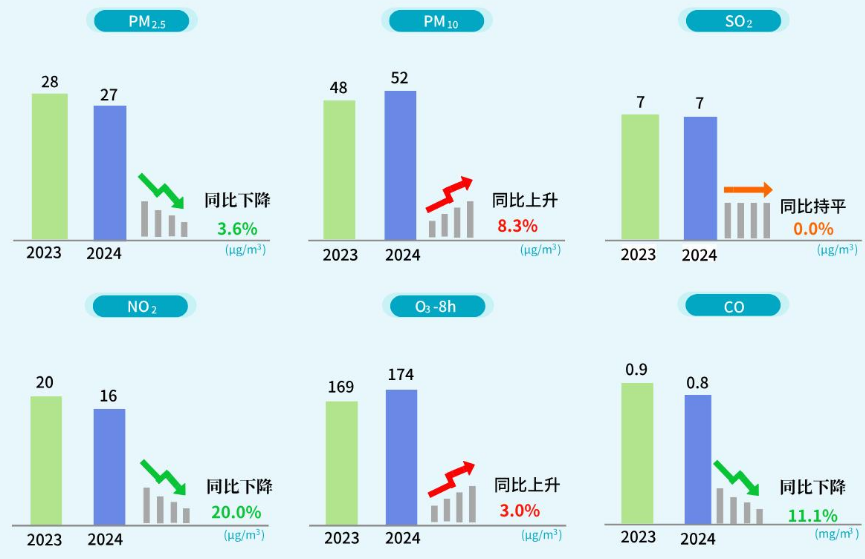 PM2.5
28
27
同比下降
3.6%
2023
2024
(μg/m³)
PM10
48
52
同比上升
8.3%
2023
2024
(μg/m³)
SO2
7
7
同比持平
0.0%
2023
2024
(μg/m³)
NO2
20
16
同比下降
20.0%
2023
2024
(μg/m³)
O3-8h
169
174
同比上升
3.0%
2023
2024
(μg/m³)
CO
0.9
0.8
同比下降
11.1%
2023
2024
(mg/m³)